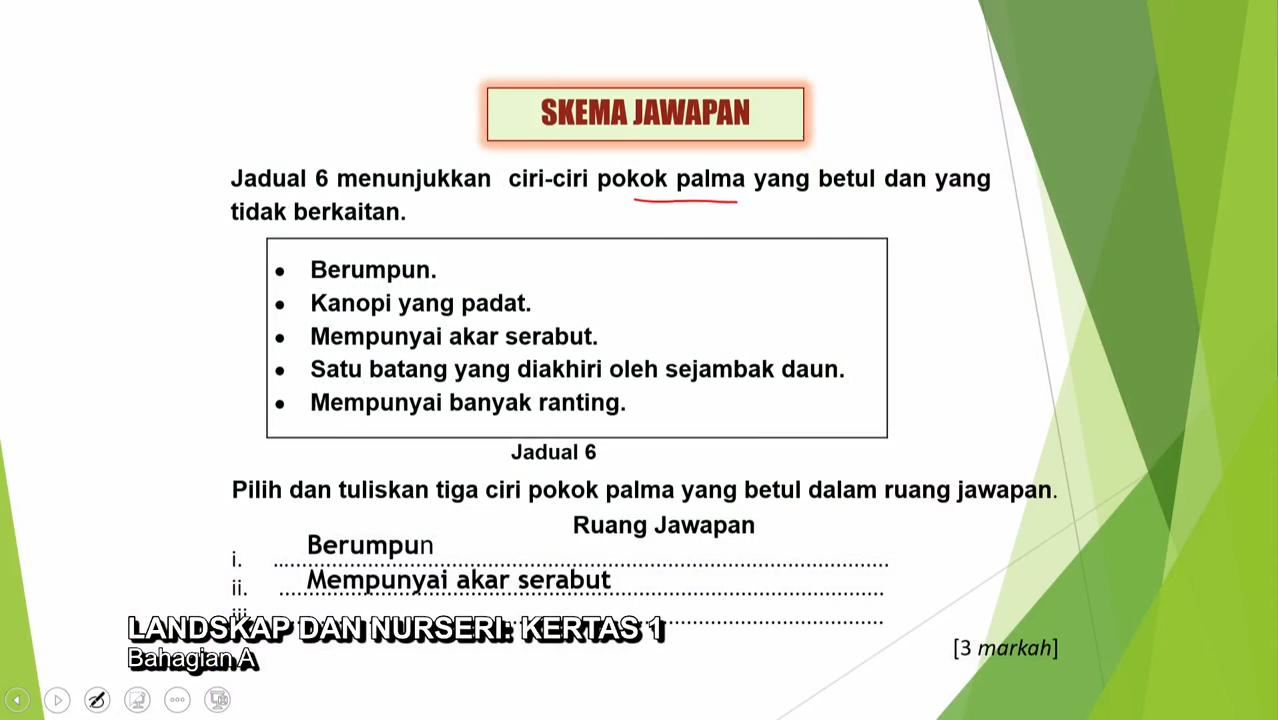 SKEMA JAWAPAN
Jadual 6 menunjukkan ciri-ciri pokok palma yang betul dan yang
tidak berkaitan.
• Berumpun.
• Kanopi yang padat.
• Mempunyai akar serabut.
• Satu batang yang diakhiri oleh sejambak daun.
• Mempunyai banyak ranting.
Jadual 6
Pilih dan tuliskan tiga ciri pokok palma yang betul dalam ruang jawapan.
Ruang Jawapan
i. Berumpun
ii. Mempunyai akar serabut
iii.
LANDSKAP DAN NURSERI: KERTAS 1
Bahagian A
[3 markah]